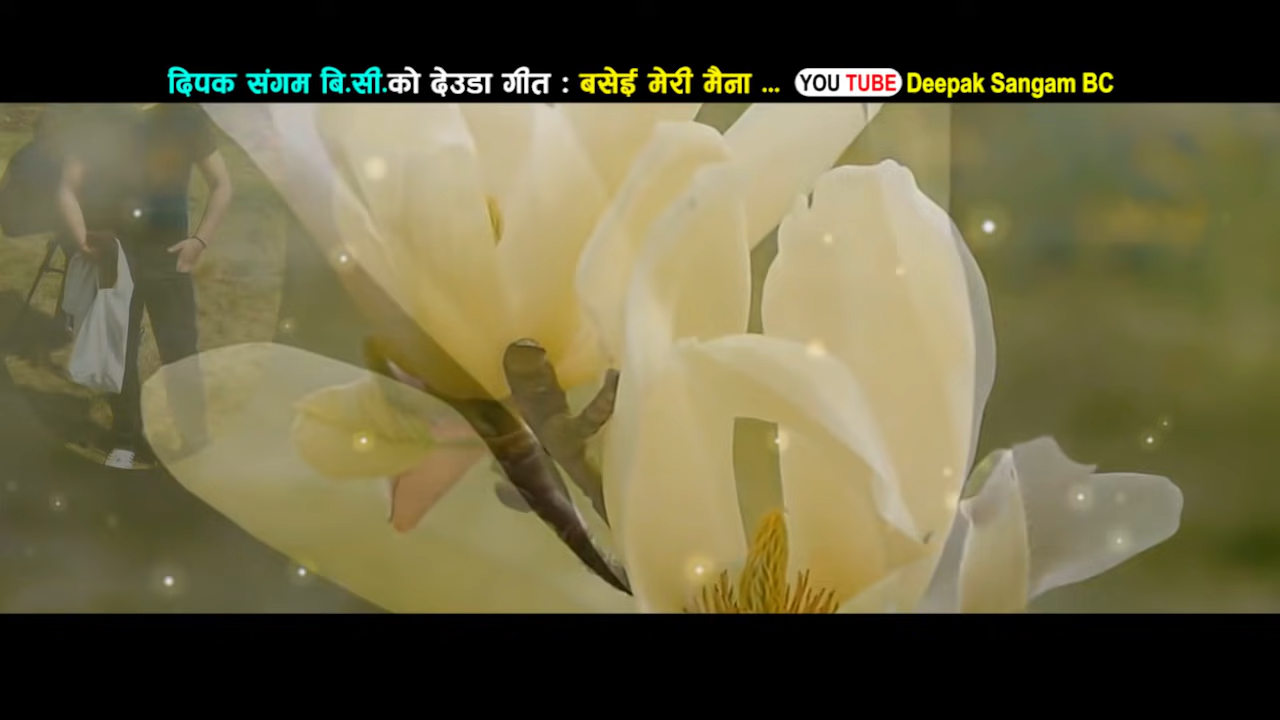 दिपक संगम बि.सी.को देउडा गीत : बसेई मेरी मैना ... YOU TUBE Deepak Sangam BC